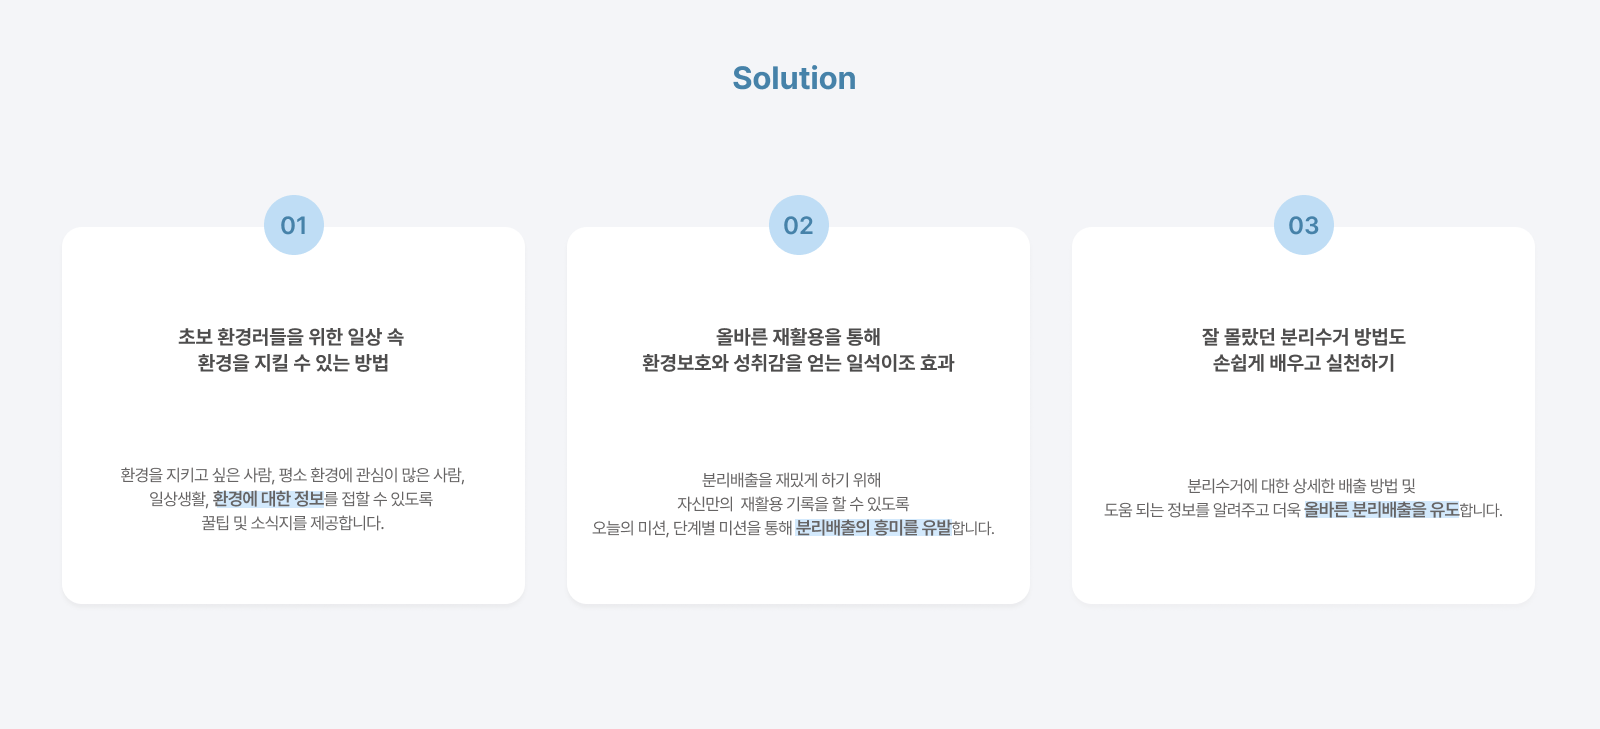 Solution
01
초보 환경러들을 위한 일상 속
환경을 지킬 수 있는 방법
환경을 지키고 싶은 사람, 평소 환경에 관심이 많은 사람,
일상생활, 환경에 대한 정보를 접할 수 있도록
꿀팁 및 소식지를 제공합니다.
02
올바른 재활용을 통해
환경보호와 성취감을 얻는 일석이조 효과
분리배출을 재밌게 하기 위해
자신만의 재활용 기록을 할 수 있도록
오늘의 미션, 단계별 미션을 통해 분리배출의 흥미를 유발합니다.
03
잘 몰랐던 분리수거 방법도
손쉽게 배우고 실천하기
분리수거에 대한 상세한 배출 방법 및
도움 되는 정보를 알려주고 더욱 올바른 분리배출을 유도합니다.